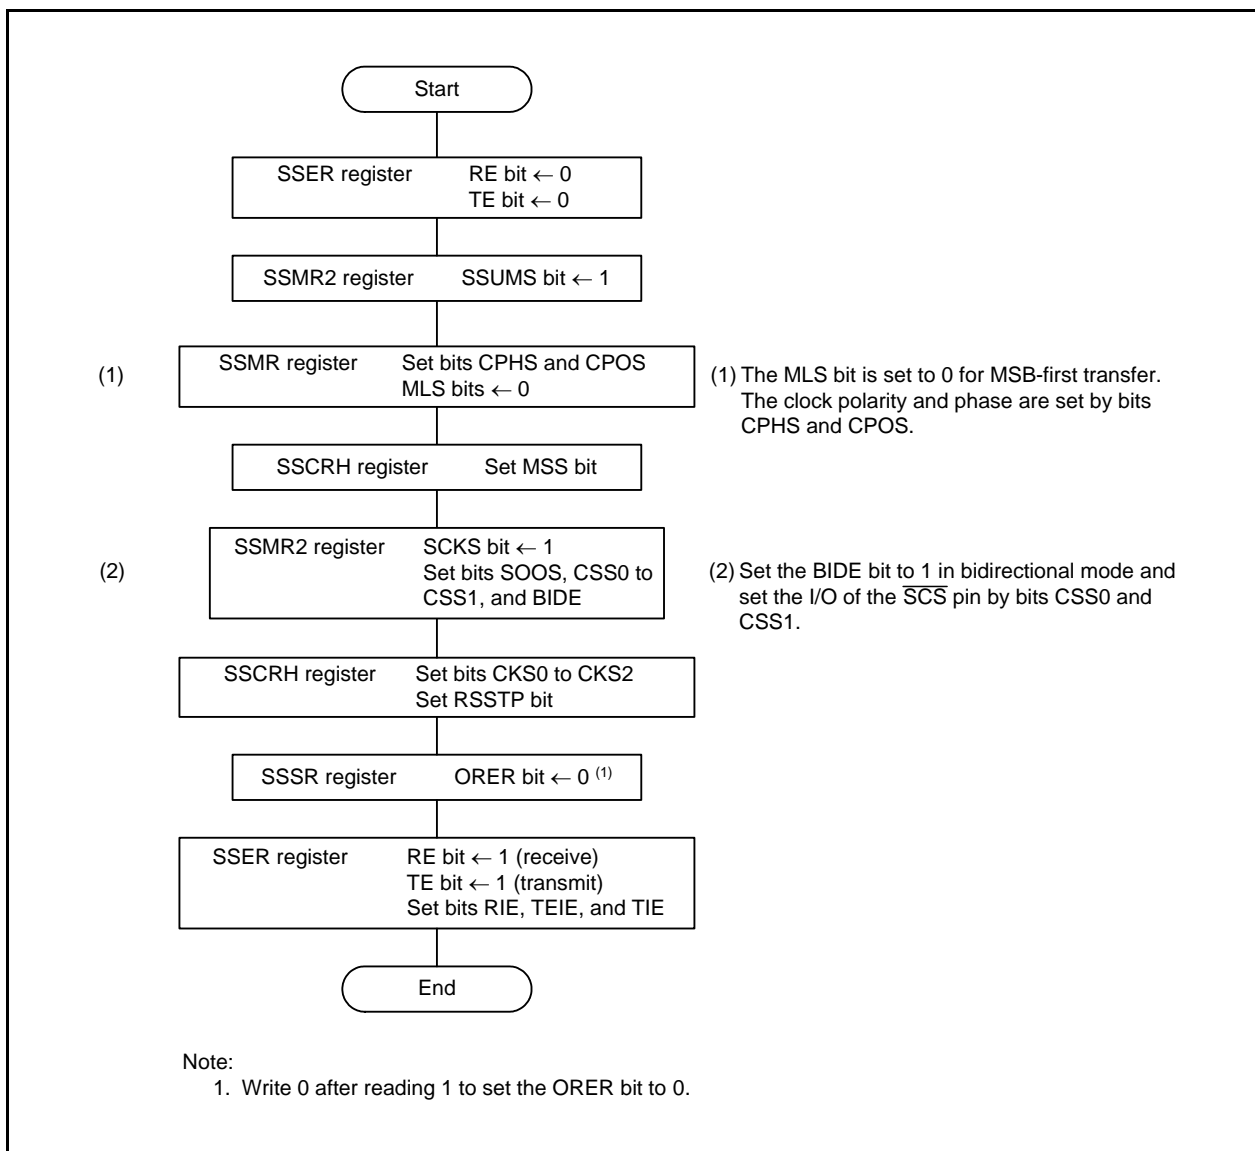 Start
SSER register RE bit ← 0
TE bit ← 0
SSMR2 register SSUMS bit ← 1
(1) SSMR register Set bits CPHS and CPOS
MLS bits ← 0
(1) The MLS bit is set to 0 for MSB-first transfer.
The clock polarity and phase are set by bits
CPHS and CPOS.
SSCRH register Set MSS bit
(2) SSMR2 register SCKS bit ← 1
Set bits SOOS, CSS0 to
CSS1, and BIDE
(2) Set the BIDE bit to 1 in bidirectional mode and
set the I/O of the S̅C̅S̅ pin by bits CSS0 and
CSS1.
SSCRH register Set bits CKS0 to CKS2
Set RSSTP bit
SSSR register ORER bit ← 0 (1)
SSER register RE bit ← 1 (receive)
TE bit ← 1 (transmit)
Set bits RIE, TEIE, and TIE
End
Note:
1. Write 0 after reading 1 to set the ORER bit to 0.